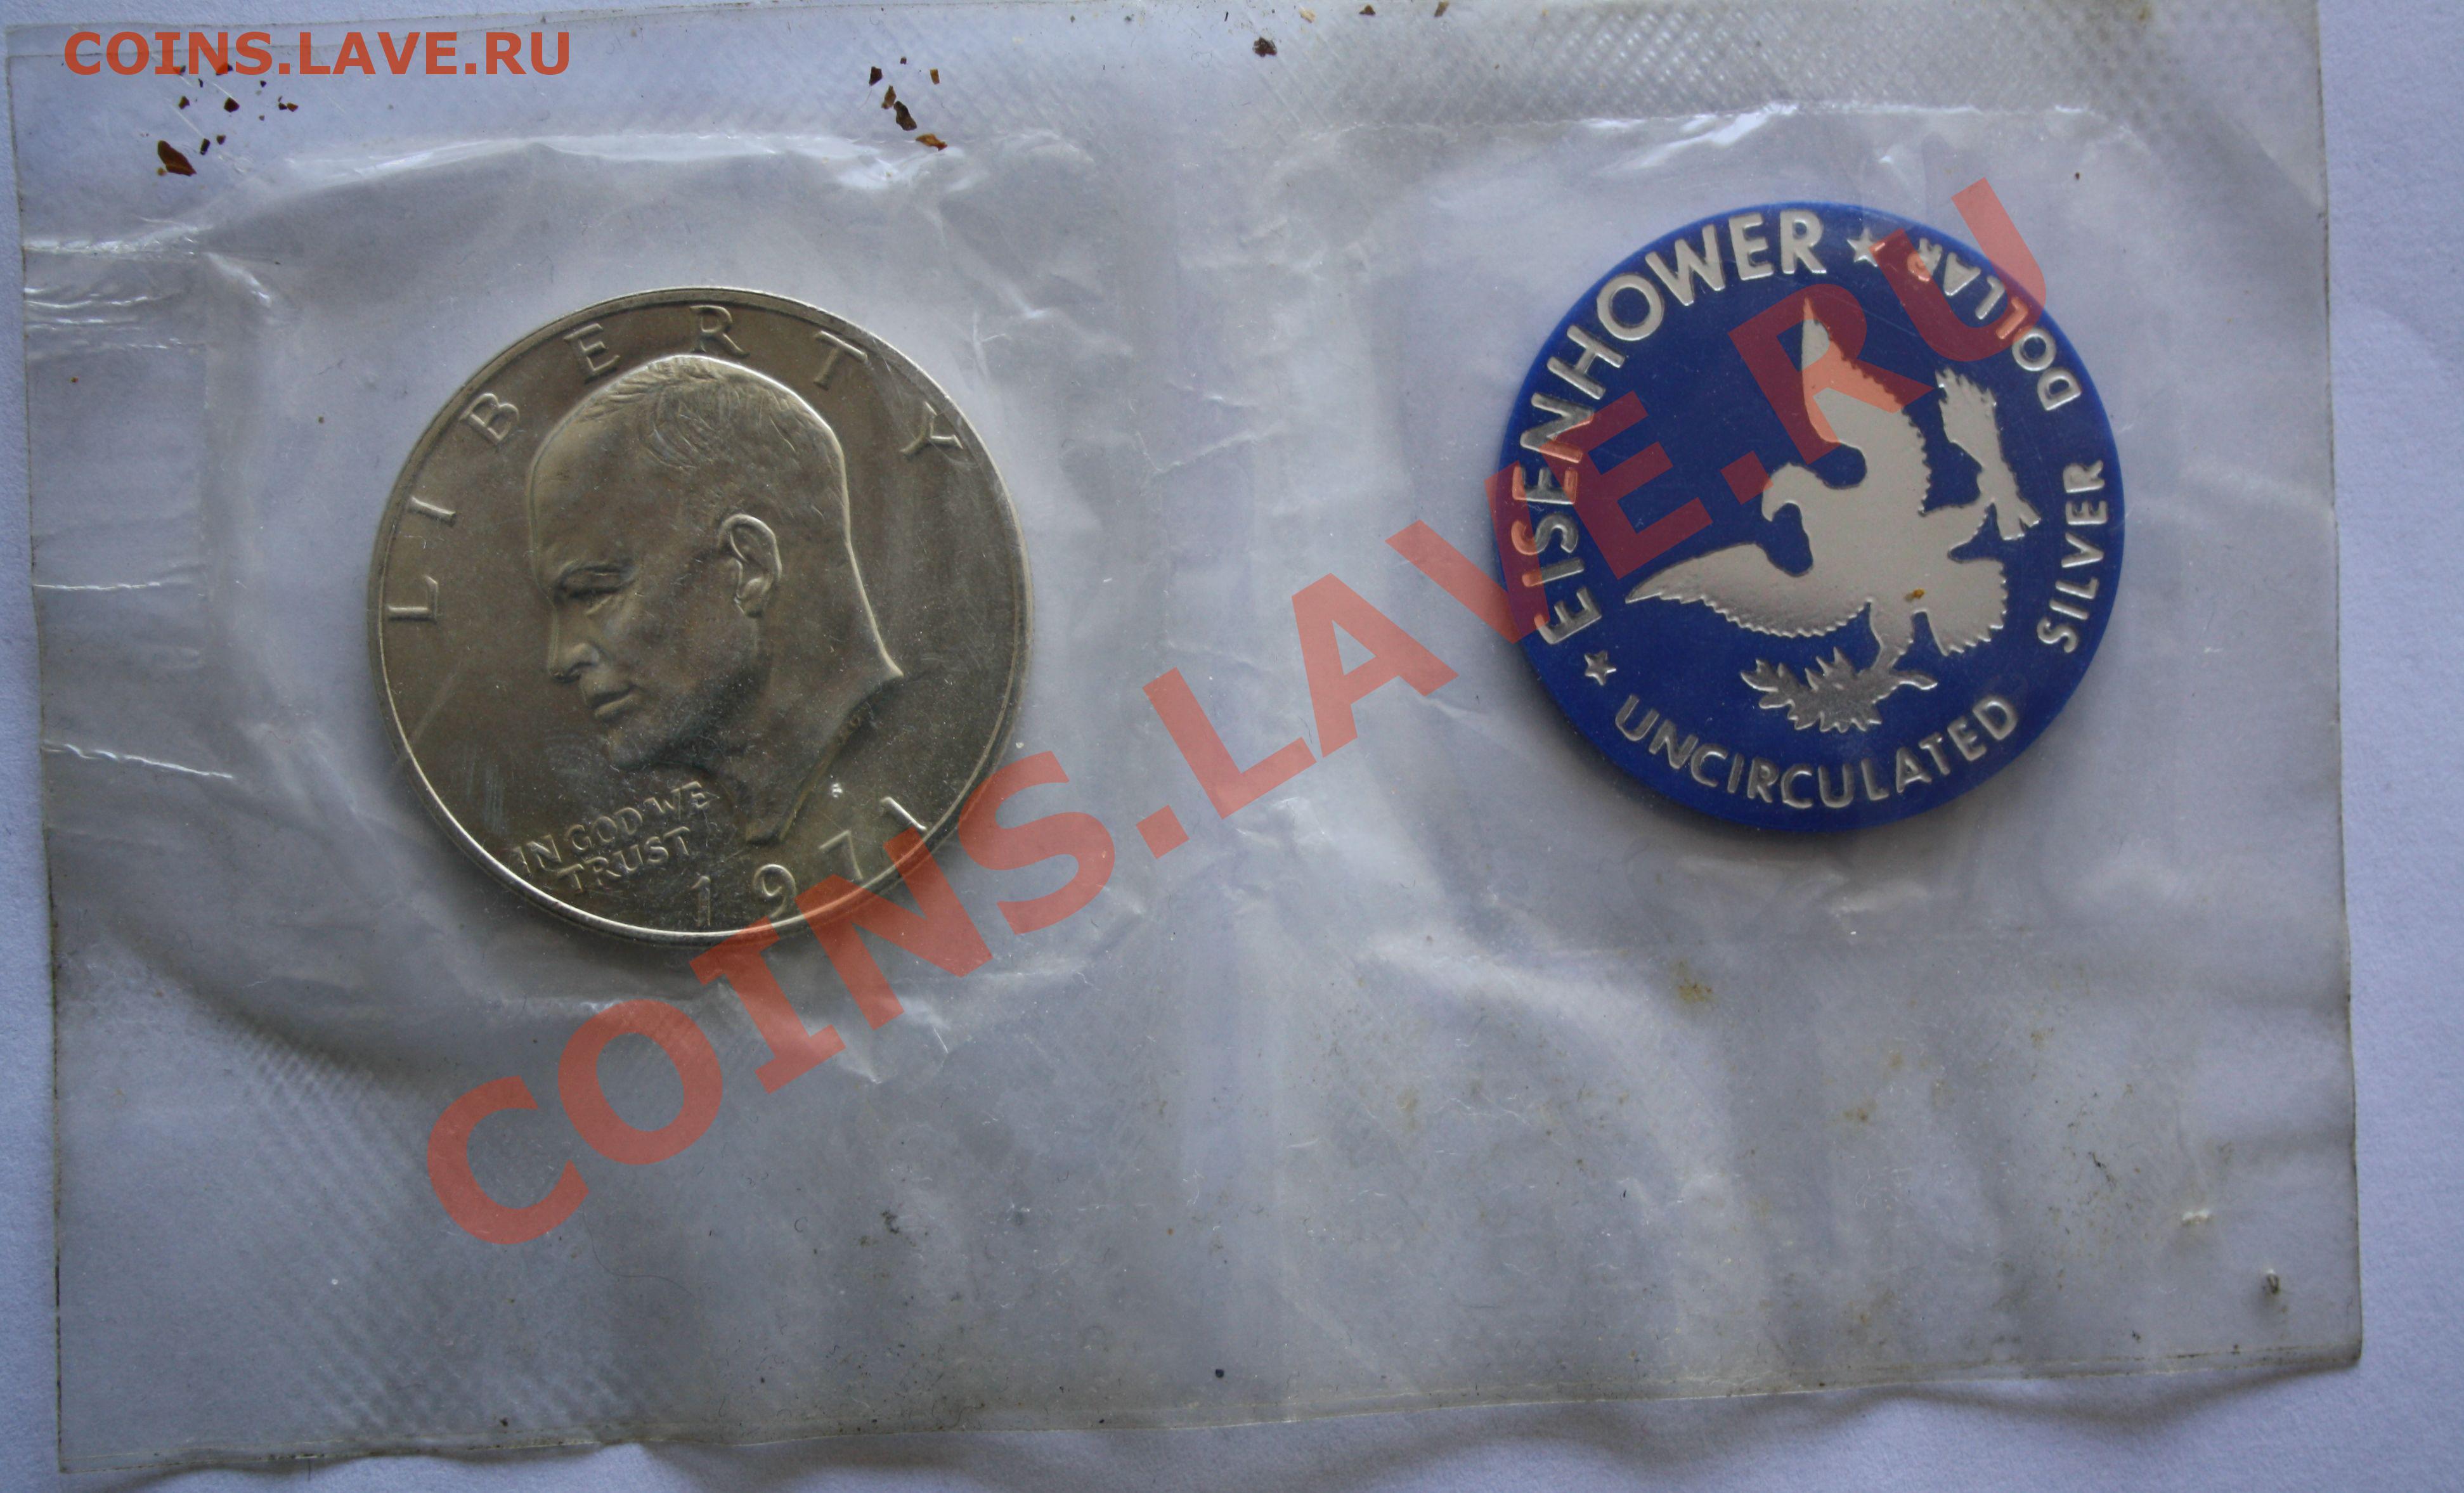 COINS.LAVE.RU
LIBERTY
IN GOD WE
TRUST
1971
S
★ EISENHOWER ★
UNCIRCULATED
SILVER DOLLAR
COINS.LAVE.RU